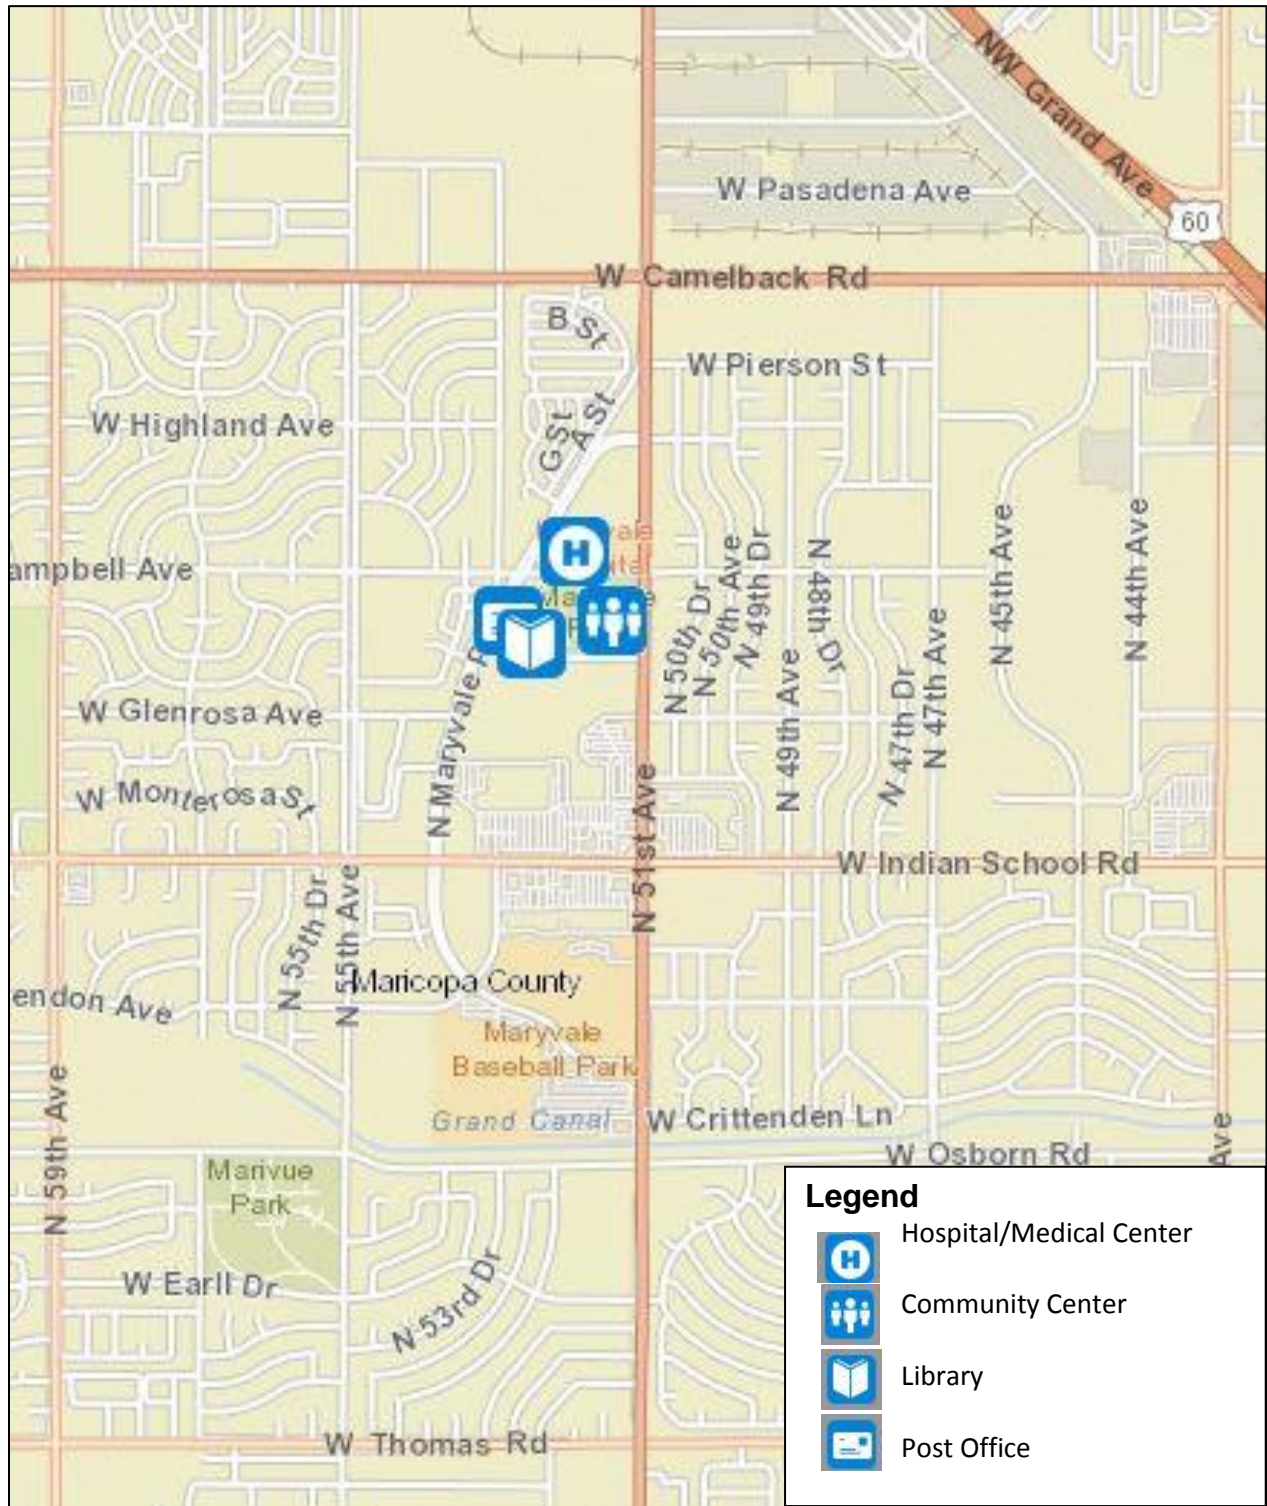 NW Grand Ave
W Pasadena Ave
60
W Camelback Rd
B St
W Pierson St
W Highland Ave
G St
A St
ampbell Ave
N 45th Ave
N 44th Ave
N 50th Dr
N 50th Ave
N 49th Dr
N 48th Dr
N 49th Ave
N 47th Dr
N 47th Ave
W Glenrosa Ave
N Maryvale P
W Monterosa St
N 51st Ave
W Indian School Rd
N 55th Dr
N 55th Ave
Maricopa County
endon Ave
Maryvale
Baseball Park
Grand Canal
W Crittenden Ln
W Osborn Rd
N 59th Ave
Ave
Marivue
Park
W Earll Dr
N 53rd Dr
W Thomas Rd
Legend
H
Hospital/Medical Center
Community Center
Library
Post Office